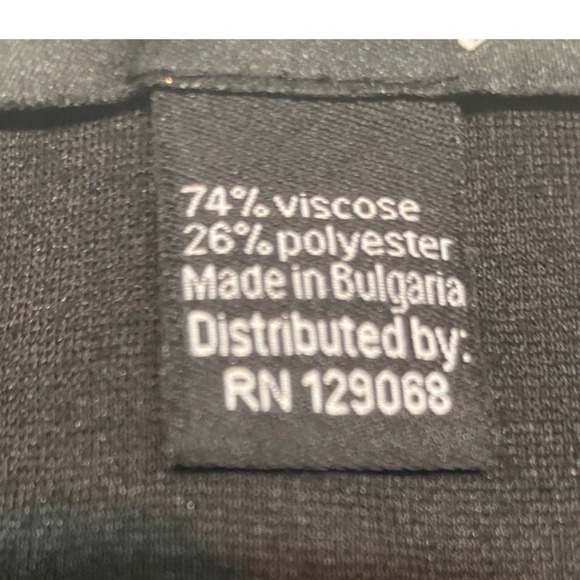 74% viscose
26% polyester
Made in Bulgaria
Distributed by:
RN 129068